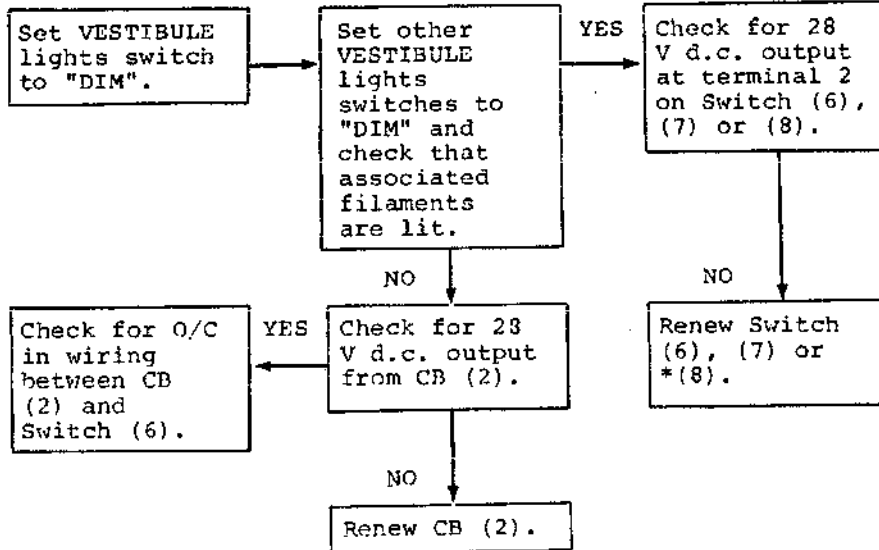 Set VESTIBULE
lights switch
to "DIM".
Set other
VESTIBULE
lights
switches to
"DIM" and
check that
associated
filaments
are lit.
YES
Check for 28
V d.c. output
at terminal 2
on Switch (6),
(7) or (8).
NO
Renew Switch
(6), (7) or
*(8).
NO
Check for 28
V d.c. output
from CB (2).
YES
Check for O/C
in wiring
between CB
(2) and
Switch (6).
NO
Renew CB (2).